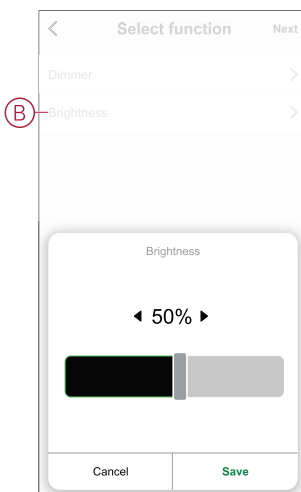 Select function Next
Dimmer
B Brightness
Brightness
50%
Cancel Save